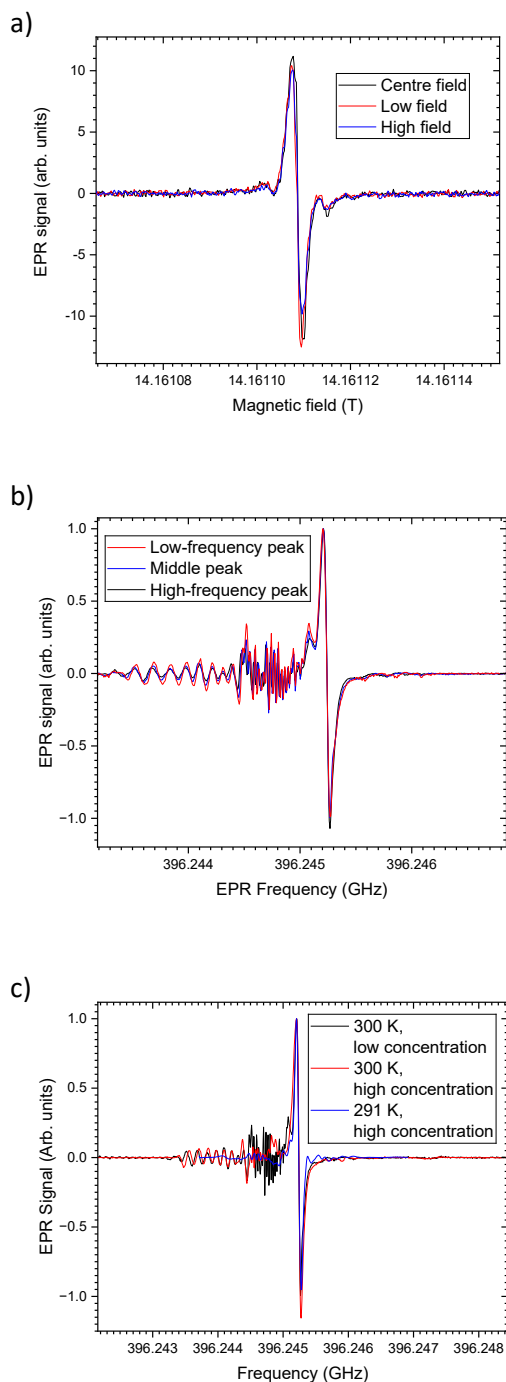 a)
EPR signal (arb. units)
10
5
0
-5
-10
Centre field
Low field
High field
14.16108
14.16110
14.16112
14.16114
Magnetic field (T)
b)
EPR signal (arb. units)
1.0
0.5
0.0
−0.5
−1.0
Low-frequency peak
Middle peak
High-frequency peak
396.244
396.245
396.246
EPR Frequency (GHz)
c)
EPR Signal (Arb. units)
1.0
0.5
0.0
−0.5
−1.0
300 K,
low concentration
300 K,
high concentration
291 K,
high concentration
396.243
396.244
396.245
396.246
396.247
396.248
Frequency (GHz)